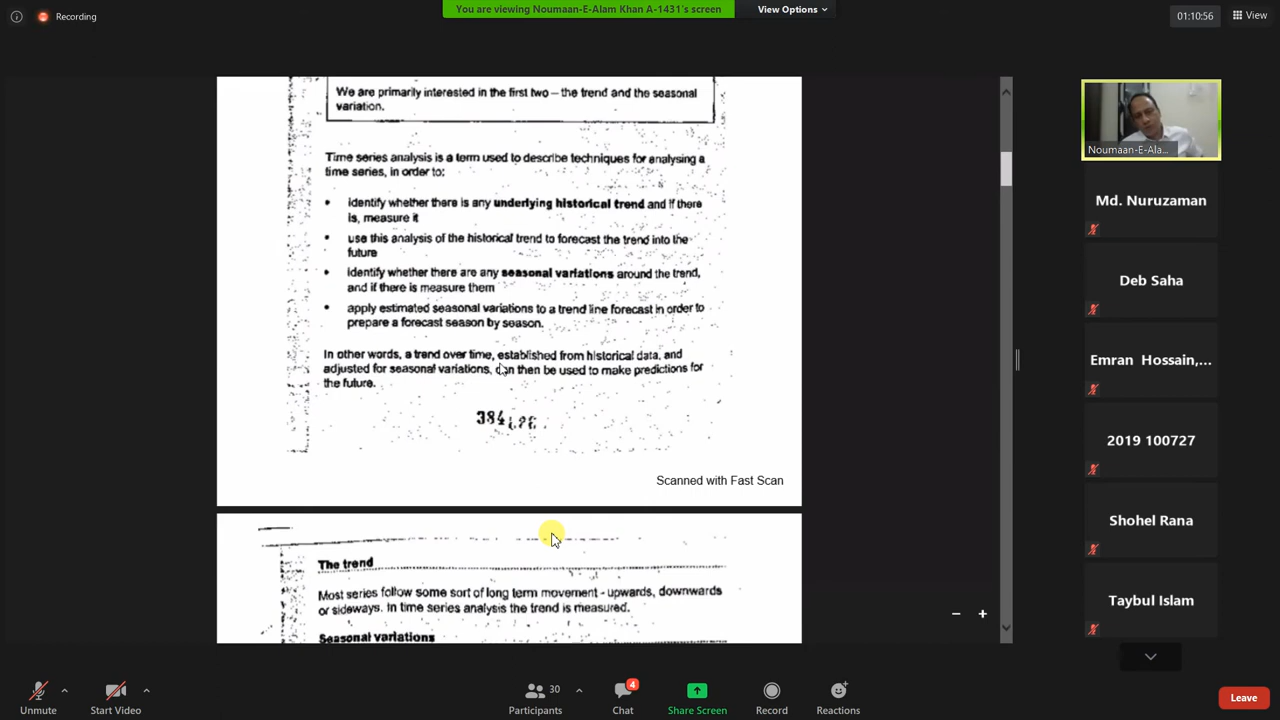 Recording
You are viewing Noumaan-E-Alam Khan A-1431's screen
View Options
01:10:56
View
We are primarily interested in the first two – the trend and the seasonal
variation.
Time series analysis is a term used to describe techniques for analysing a
time series, in order to:
• identify whether there is any underlying historical trend and if there
is, measure it
• use this analysis of the historical trend to forecast the trend into the
future
• identify whether there are any seasonal variations around the trend,
and if there is measure them
• apply estimated seasonal variations to a trend line forecast in order to
prepare a forecast season by season.
In other words, a trend over time, established from historical data, and
adjusted for seasonal variations, can then be used to make predictions for
the future.
384
Scanned with Fast Scan
The trend
Most series follow some sort of long term movement - upwards, downwards
or sideways. In time series analysis the trend is measured.
Seasonal variations
Noumaan-E-Ala...
Md. Nuruzaman
Deb Saha
Emran Hossain,...
2019 100727
Shohel Rana
Taybul Islam
Unmute
Start Video
30
Participants
4
Chat
Share Screen
Record
Reactions
Leave